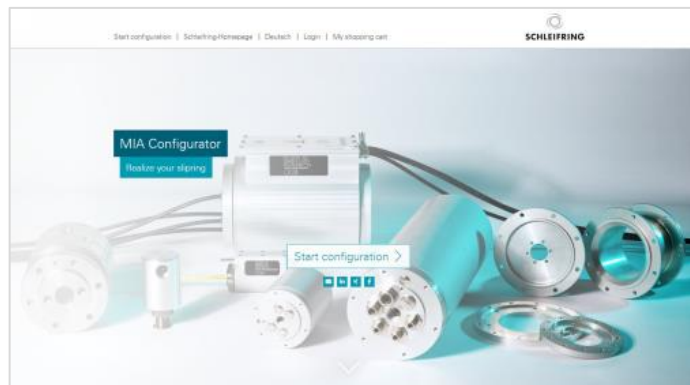 Start configuration | Schleifring-Homepage | Deutsch | Login | My shopping cart
SCHLEIFRING
MIA Configurator
Realize your slipring
Start configuration >